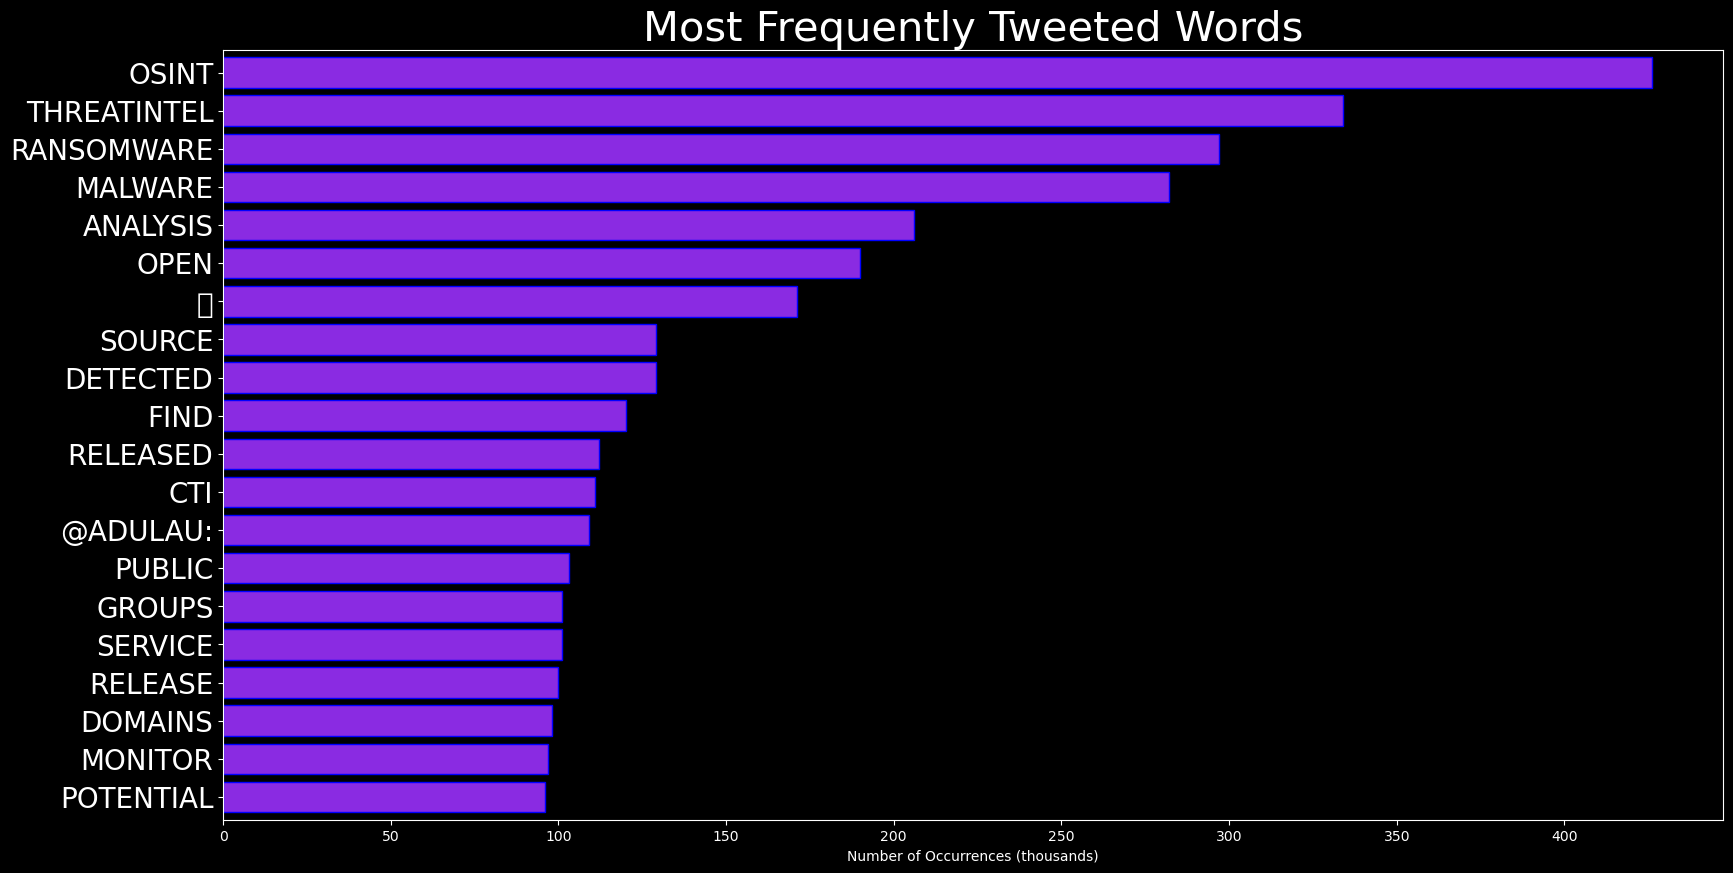 Most Frequently Tweeted Words
OSINT
THREATINTEL
RANSOMWARE
MALWARE
ANALYSIS
OPEN
SOURCE
DETECTED
FIND
RELEASED
CTI
@ADULAU:
PUBLIC
GROUPS
SERVICE
RELEASE
DOMAINS
MONITOR
POTENTIAL
0 50 100 150 200 250 300 350 400
Number of Occurrences (thousands)